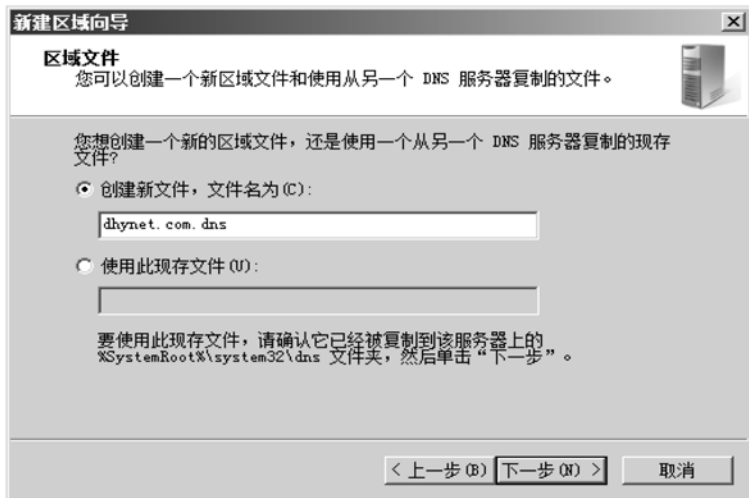 新建区域向导
区域文件
您可以创建一个新区域文件和使用从另一个 DNS 服务器复制的文件。
您想创建一个新的区域文件，还是使用一个从另一个 DNS 服务器复制的现存
文件?
创建新文件，文件名为(C):
dhynet.com.dns
使用此现存文件(U):
要使用此现存文件，请确认它已经被复制到该服务器上的
%SystemRoot%\system32\dns 文件夹，然后单击“下一步”。
< 上一步(B) 下一步(N) > 取消